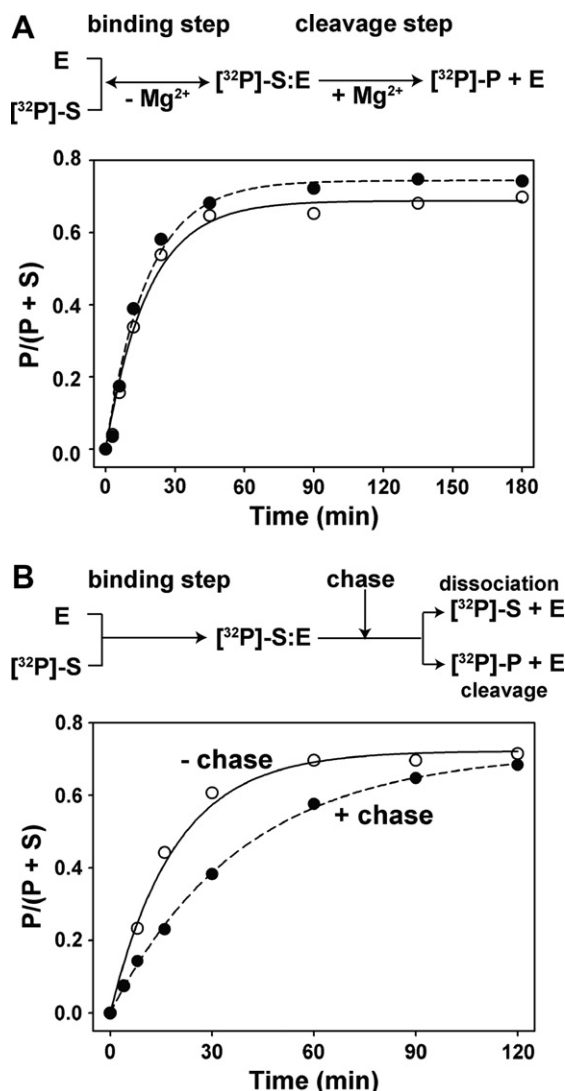 A
binding step cleavage step
E
[³²P]-S
- Mg²⁺
[³²P]-S:E
+ Mg²⁺
[³²P]-P + E
P/(P + S)
0.8
0.6
0.4
0.2
0.0
0 30 60 90 120 150 180
Time (min)
B
binding step chase
E
[³²P]-S
[³²P]-S:E
dissociation
[³²P]-S + E
[³²P]-P + E
cleavage
P/(P + S)
0.8
0.6
0.4
0.2
0.0
- chase
+ chase
0 30 60 90 120
Time (min)